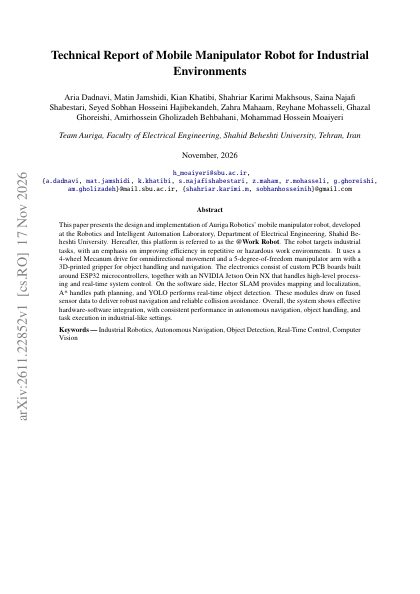 Technical Report of Mobile Manipulator Robot for Industrial
Environments
Aria Dadnavi, Matin Jamshidi, Kian Khatibi, Shahriar Karimi Makhsous, Saina Najafi
Shabestari, Seyed Sobhan Hosseini Hajibekandeh, Zahra Mahaam, Reyhane Mohasseli, Ghazal
Ghoreishi, Amirhossein Gholizadeh Behbahani, Mohammad Hossein Moaiyeri
Team Auriga, Faculty of Electrical Engineering, Shahid Beheshti University, Tehran, Iran
November, 2026
h_moaiyeri@sbu.ac.ir,
{a.dadnavi, mat.jamshidi, k.khatibi, s.najafishabestari, z.maham, r.mohasseli, g.ghoreishi,
am.gholizadeh}@mail.sbu.ac.ir, {shahriar.karimi.m, sobhanhosseinih}@gmail.com
Abstract
This paper presents the design and implementation of Auriga Robotics' mobile manipulator robot, developed
at the Robotics and Intelligent Automation Laboratory, Department of Electrical Engineering, Shahid Be-
heshti University. Hereafter, this platform is referred to as the @Work Robot. The robot targets industrial
tasks, with an emphasis on improving efficiency in repetitive or hazardous work environments. It uses a
4-wheel Mecanum drive for omnidirectional movement and a 5-degree-of-freedom manipulator arm with a
3D-printed gripper for object handling and navigation. The electronics consist of custom PCB boards built
around ESP32 microcontrollers, together with an NVIDIA Jetson Orin NX that handles high-level process-
ing and real-time system control. On the software side, Hector SLAM provides mapping and localization,
A* handles path planning, and YOLO performs real-time object detection. These modules draw on fused
sensor data to deliver robust navigation and reliable collision avoidance. Overall, the system shows effective
hardware-software integration, with consistent performance in autonomous navigation, object handling, and
task execution in industrial-like settings.
Keywords — Industrial Robotics, Autonomous Navigation, Object Detection, Real-Time Control, Computer
Vision
arXiv:2611.22852v1 [cs.RO] 17 Nov 2026